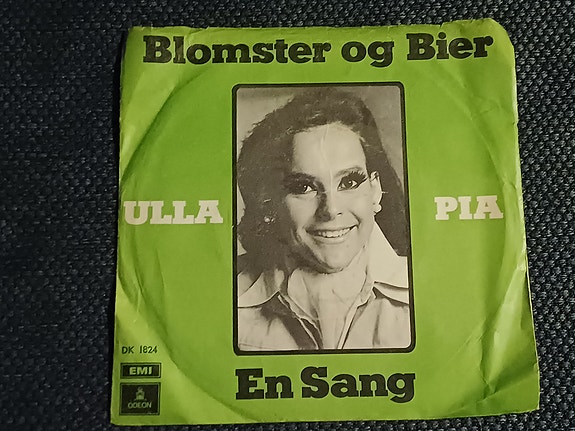 Blomster og Bier
ULLA PIA
DK 1824
EMI
ODEON
En Sang